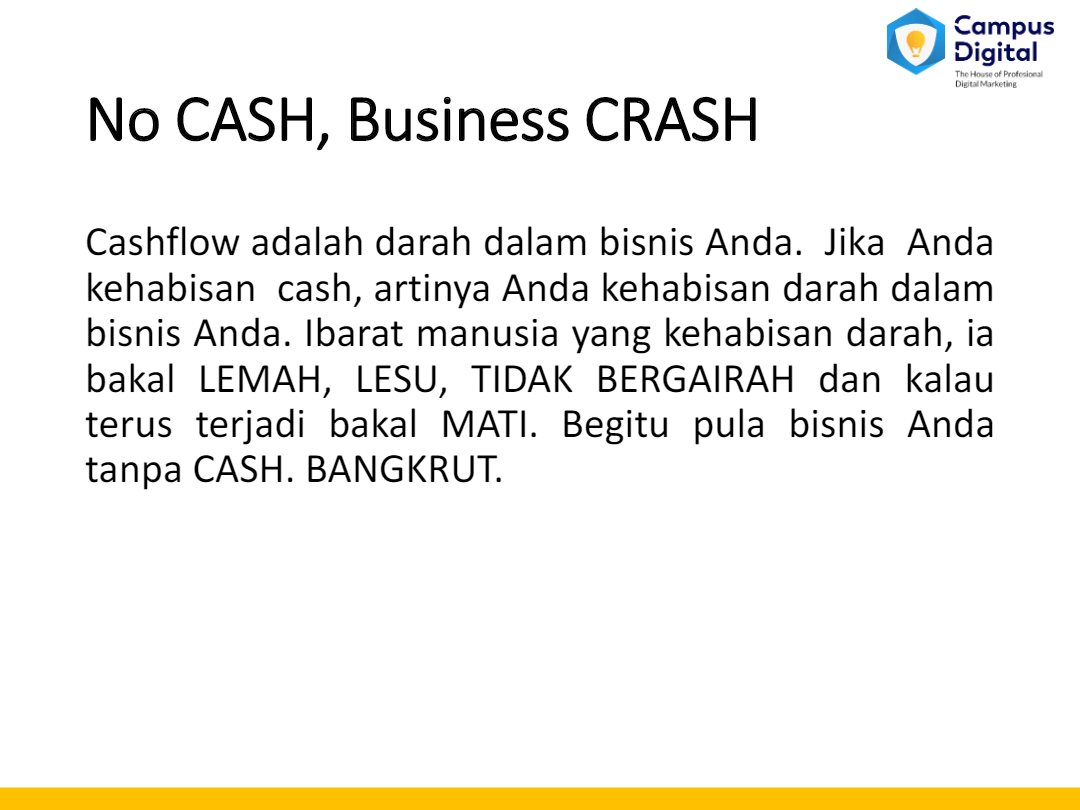 Campus
Digital
The House of Profesional
Digital Marketing
No CASH, Business CRASH
Cashflow adalah darah dalam bisnis Anda.  Jika  Anda
kehabisan  cash, artinya Anda kehabisan darah dalam
bisnis Anda. Ibarat manusia yang kehabisan darah, ia
bakal LEMAH, LESU, TIDAK BERGAIRAH dan kalau
terus terjadi bakal MATI. Begitu pula bisnis Anda
tanpa CASH. BANGKRUT.